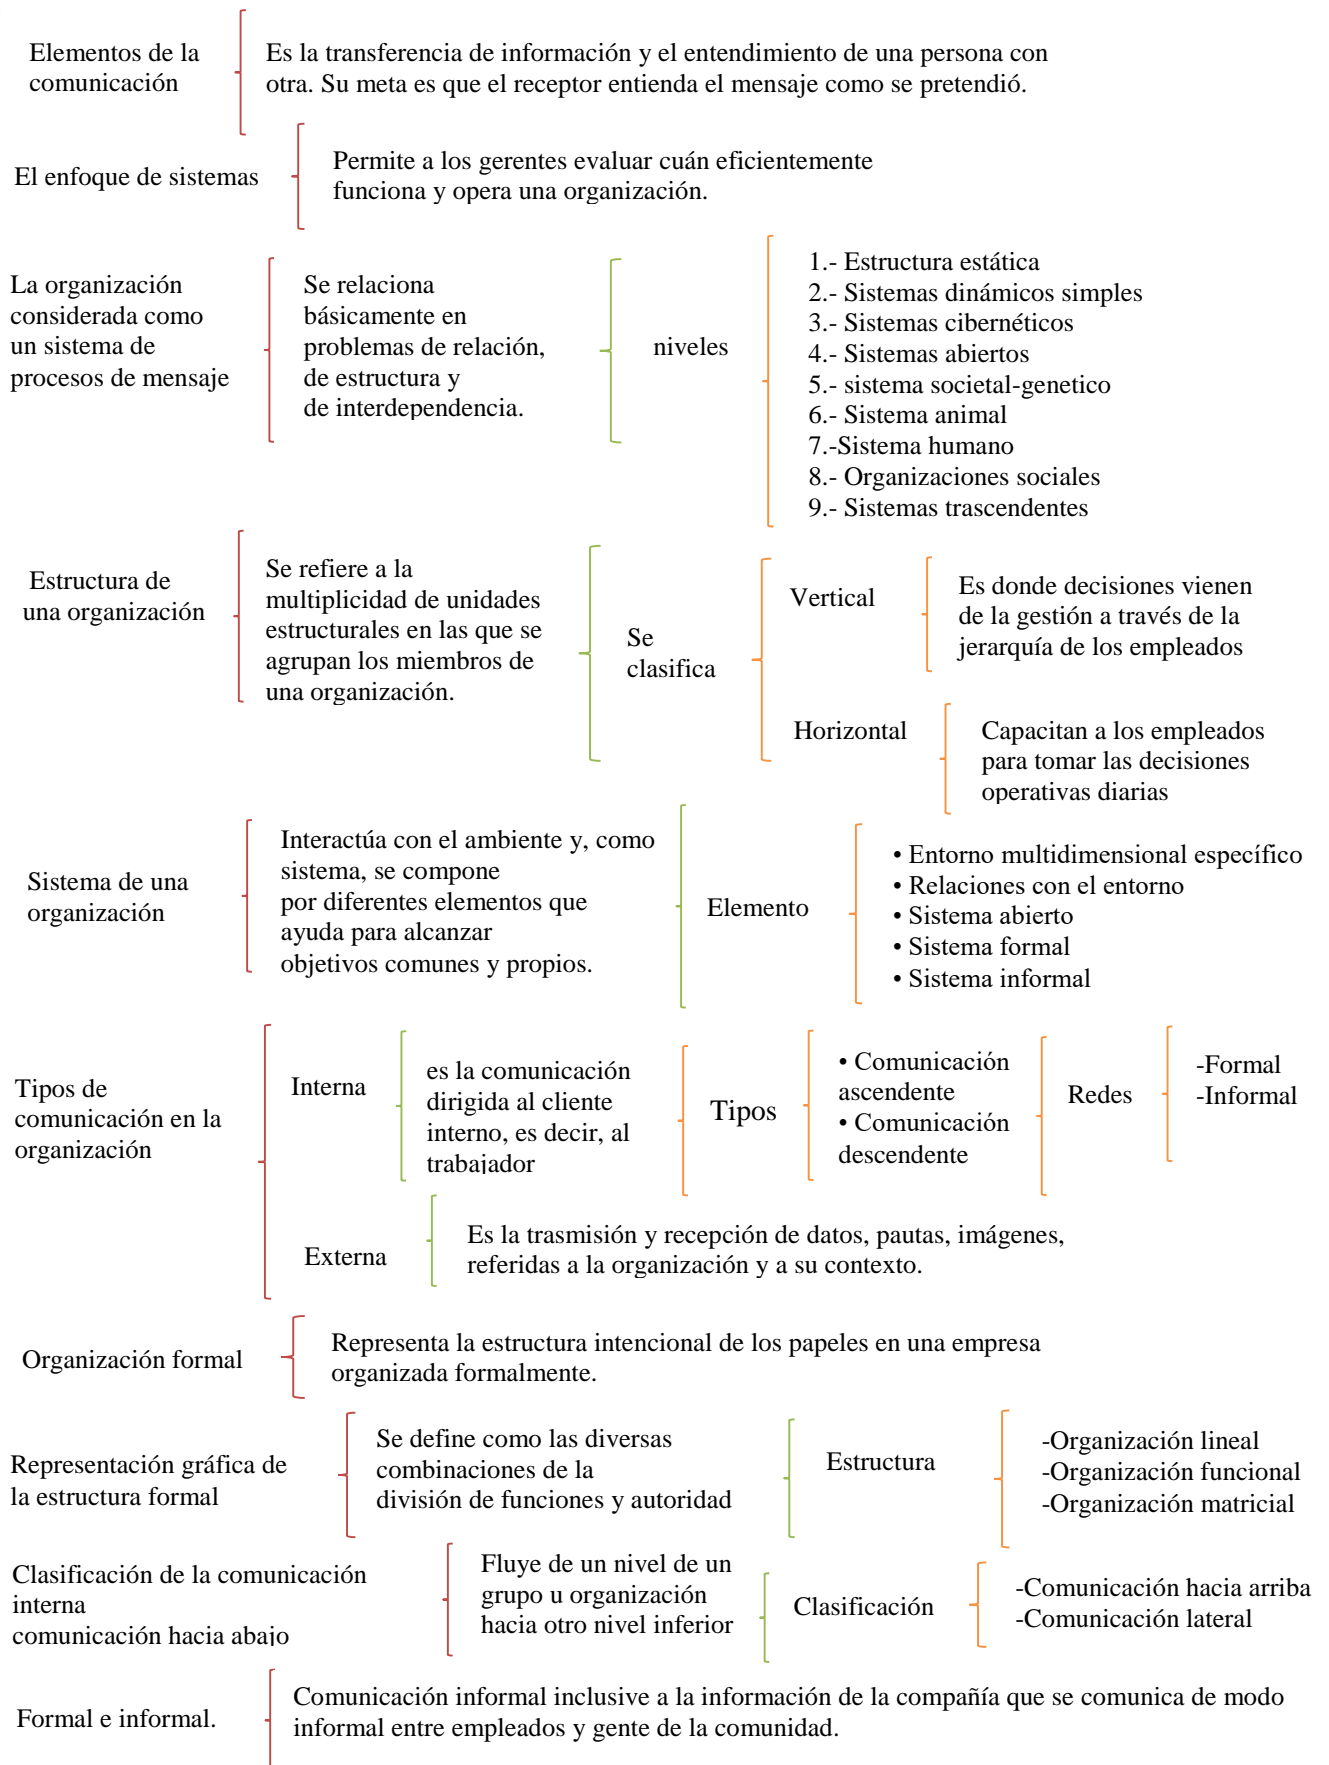 Elementos de la
comunicación
Es la transferencia de información y el entendimiento de una persona con
otra. Su meta es que el receptor entienda el mensaje como se pretendió.
El enfoque de sistemas
Permite a los gerentes evaluar cuán eficientemente
funciona y opera una organización.
La organización
considerada como
un sistema de
procesos de mensaje
Se relaciona
básicamente en
problemas de relación,
de estructura y
de interdependencia.
niveles
1.- Estructura estática
2.- Sistemas dinámicos simples
3.- Sistemas cibernéticos
4.- Sistemas abiertos
5.- sistema societal-genetico
6.- Sistema animal
7.-Sistema humano
8.- Organizaciones sociales
9.- Sistemas trascendentes
Estructura de
una organización
Se refiere a la
multiplicidad de unidades
estructurales en las que se
agrupan los miembros de
una organización.
Se
clasifica
Vertical
Es donde decisiones vienen
de la gestión a través de la
jerarquía de los empleados
Horizontal
Capacitan a los empleados
para tomar las decisiones
operativas diarias
Sistema de una
organización
Interactúa con el ambiente y, como
sistema, se compone
por diferentes elementos que
ayuda para alcanzar
objetivos comunes y propios.
Elemento
• Entorno multidimensional específico
• Relaciones con el entorno
• Sistema abierto
• Sistema formal
• Sistema informal
Tipos de
comunicación en la
organización
Interna
es la comunicación
dirigida al cliente
interno, es decir, al
trabajador
Tipos
• Comunicación
ascendente
• Comunicación
descendente
Redes
-Formal
-Informal
Externa
Es la trasmisión y recepción de datos, pautas, imágenes,
referidas a la organización y a su contexto.
Organización formal
Representa la estructura intencional de los papeles en una empresa
organizada formalmente.
Representación gráfica de
la estructura formal
Se define como las diversas
combinaciones de la
división de funciones y autoridad
Estructura
-Organización lineal
-Organización funcional
-Organización matricial
Clasificación de la comunicación
interna
comunicación hacia abajo
Fluye de un nivel de un
grupo u organización
hacia otro nivel inferior
Clasificación
-Comunicación hacia arriba
-Comunicación lateral
Formal e informal.
Comunicación informal inclusive a la información de la compañía que se comunica de modo
informal entre empleados y gente de la comunidad.